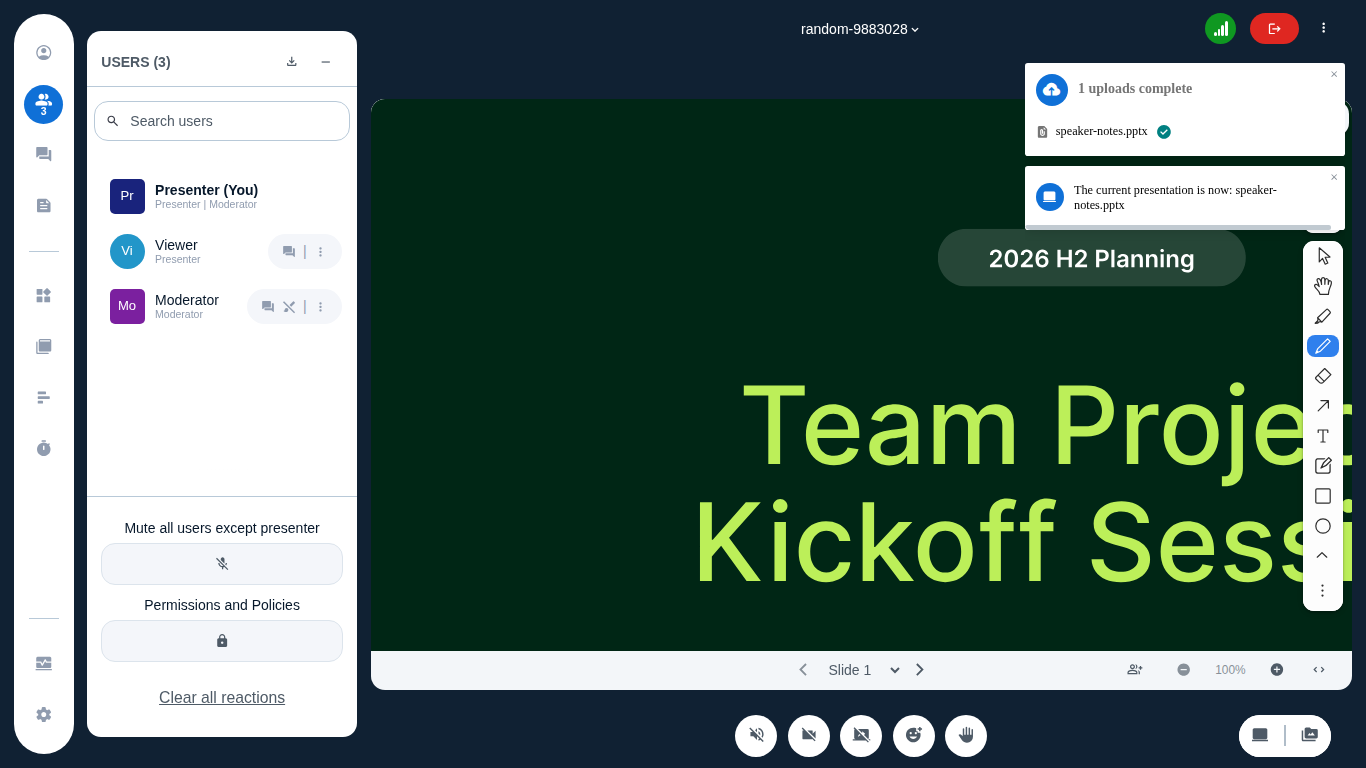 random-9883028
USERS (3)
3
Search users
Pr
Presenter (You)
Presenter | Moderator
Vi
Viewer
Presenter
Mo
Moderator
Moderator
Mute all users except presenter
Permissions and Policies
Clear all reactions
1 uploads complete
speaker-notes.pptx
The current presentation is now: speaker-
notes.pptx
2026 H2 Planning
Team Projec
Kickoff Sessi
Slide 1
100%